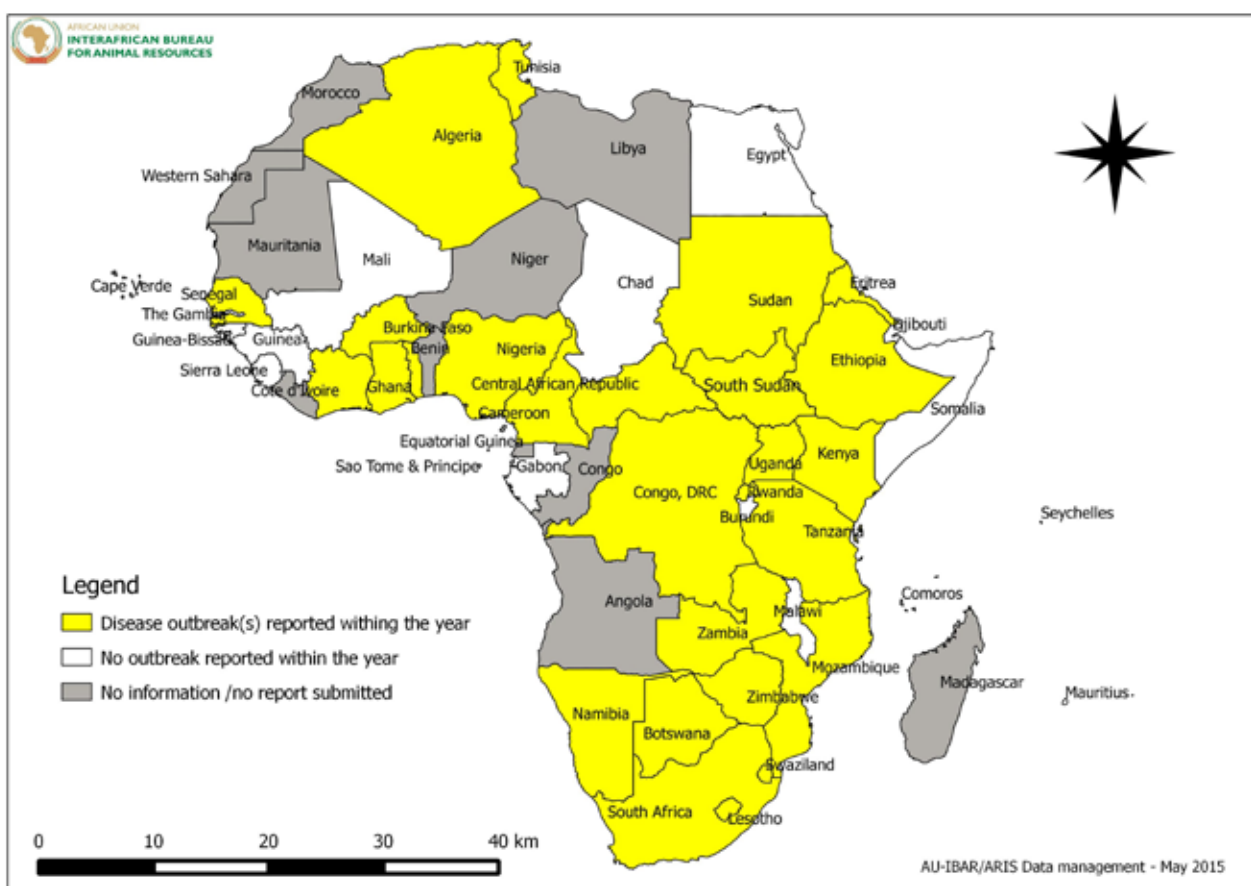 AFRICAN UNION
INTERAFRICAN BUREAU
FOR ANIMAL RESOURCES
Tunisia
Morocco
Algeria
Libya
Egypt
Western Sahara
Mauritania
Mali
Niger
Chad
Sudan
Eritrea
Cape Verde
Senegal
The Gambia
Burkina Faso
Djibouti
Guinea-Bissau
Guinea
Benin
Nigeria
Ethiopia
Sierra Leone
Cote d'Ivoire
Ghana
Central African Republic
South Sudan
Somalia
Cameroon
Equatorial Guinea
Sao Tome & Principe
Gabon
Congo
Uganda
Kenya
Congo, DRC
Rwanda
Burundi
Tanzania
Seychelles
Comoros
Angola
Malawi
Zambia
Mozambique
Madagascar
Mauritius
Zimbabwe
Namibia
Botswana
Swaziland
South Africa
Lesotho
Legend
Disease outbreak(s) reported withing the year
No outbreak reported within the year
No information /no report submitted
0 10 20 30 40 km
AU-IBAR/ARIS Data management - May 2015